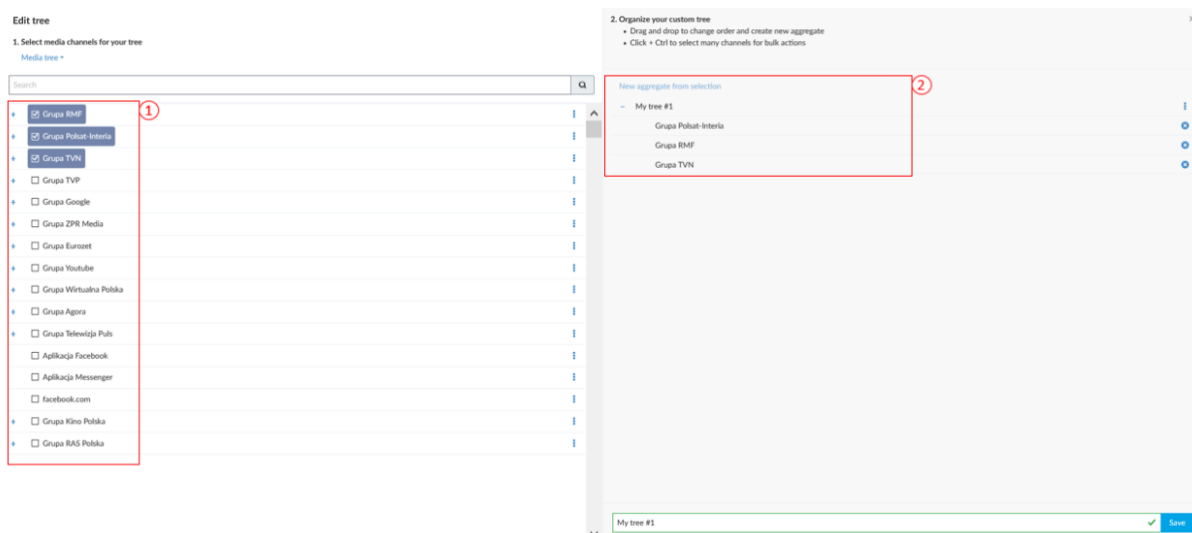 Edit tree
1. Select media channels for your tree
Media tree
Search
1
Grupa RMF
Grupa Polsat-Interia
Grupa TVN
Grupa TVP
Grupa Google
Grupa ZPR Media
Grupa Eurozet
Grupa Youtube
Grupa Wirtualna Polska
Grupa Agora
Grupa Telewizja Puls
Aplikacja Facebook
Aplikacja Messenger
facebook.com
Grupa Kino Polska
Grupa RAS Polska
2. Organize your custom tree
• Drag and drop to change order and create new aggregate
• Click + Ctrl to select many channels for bulk actions
2
New aggregate from selection
My tree #1
Grupa Polsat-Interia
Grupa RMF
Grupa TVN
My tree #1
Save